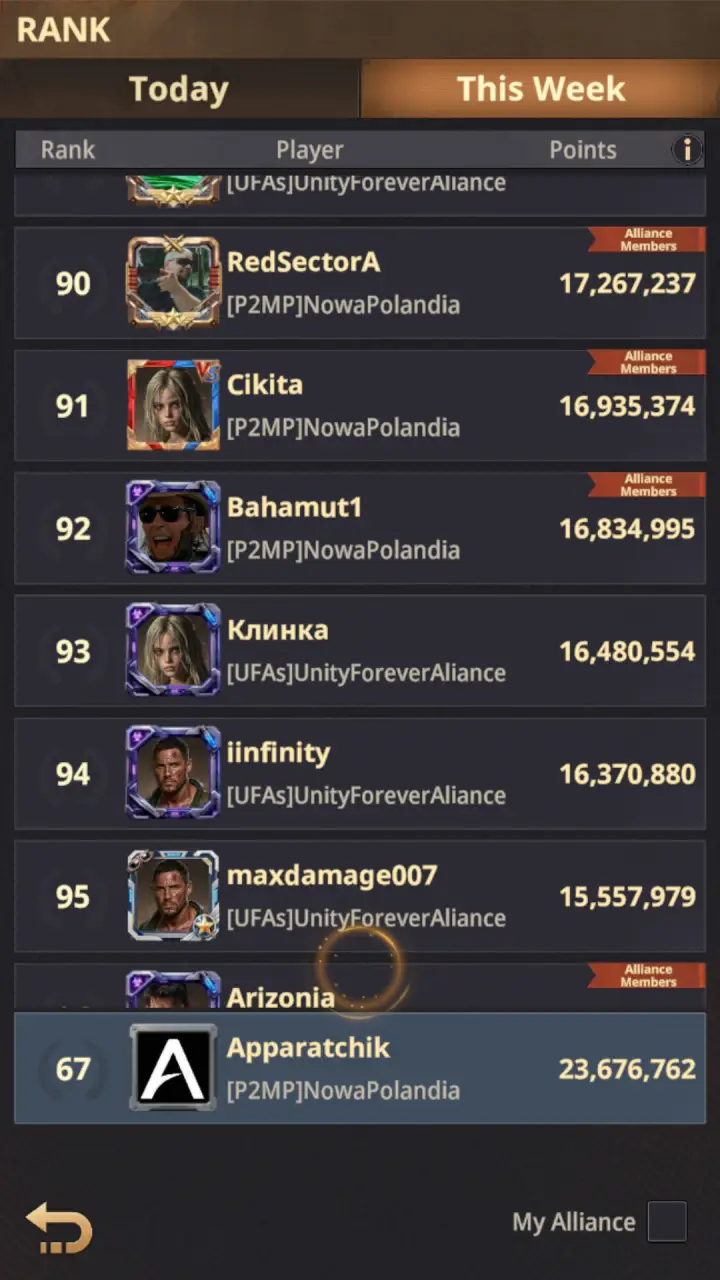 RANK
Today
This Week
Rank
Player
Points
i
[UFAs]UnityForeverAliance
Alliance
Members
90
RedSectorA
17,267,237
[P2MP]NowaPolandia
Alliance
Members
91
VS
Cikita
16,935,374
[P2MP]NowaPolandia
Alliance
Members
92
Bahamut1
16,834,995
[P2MP]NowaPolandia
93
Клинка
16,480,554
[UFAs]UnityForeverAliance
94
iinfinity
16,370,880
[UFAs]UnityForeverAliance
95
maxdamage007
15,557,979
[UFAs]UnityForeverAliance
Alliance
Members
Arizonia
67
A
Apparatchik
23,676,762
[P2MP]NowaPolandia
My Alliance